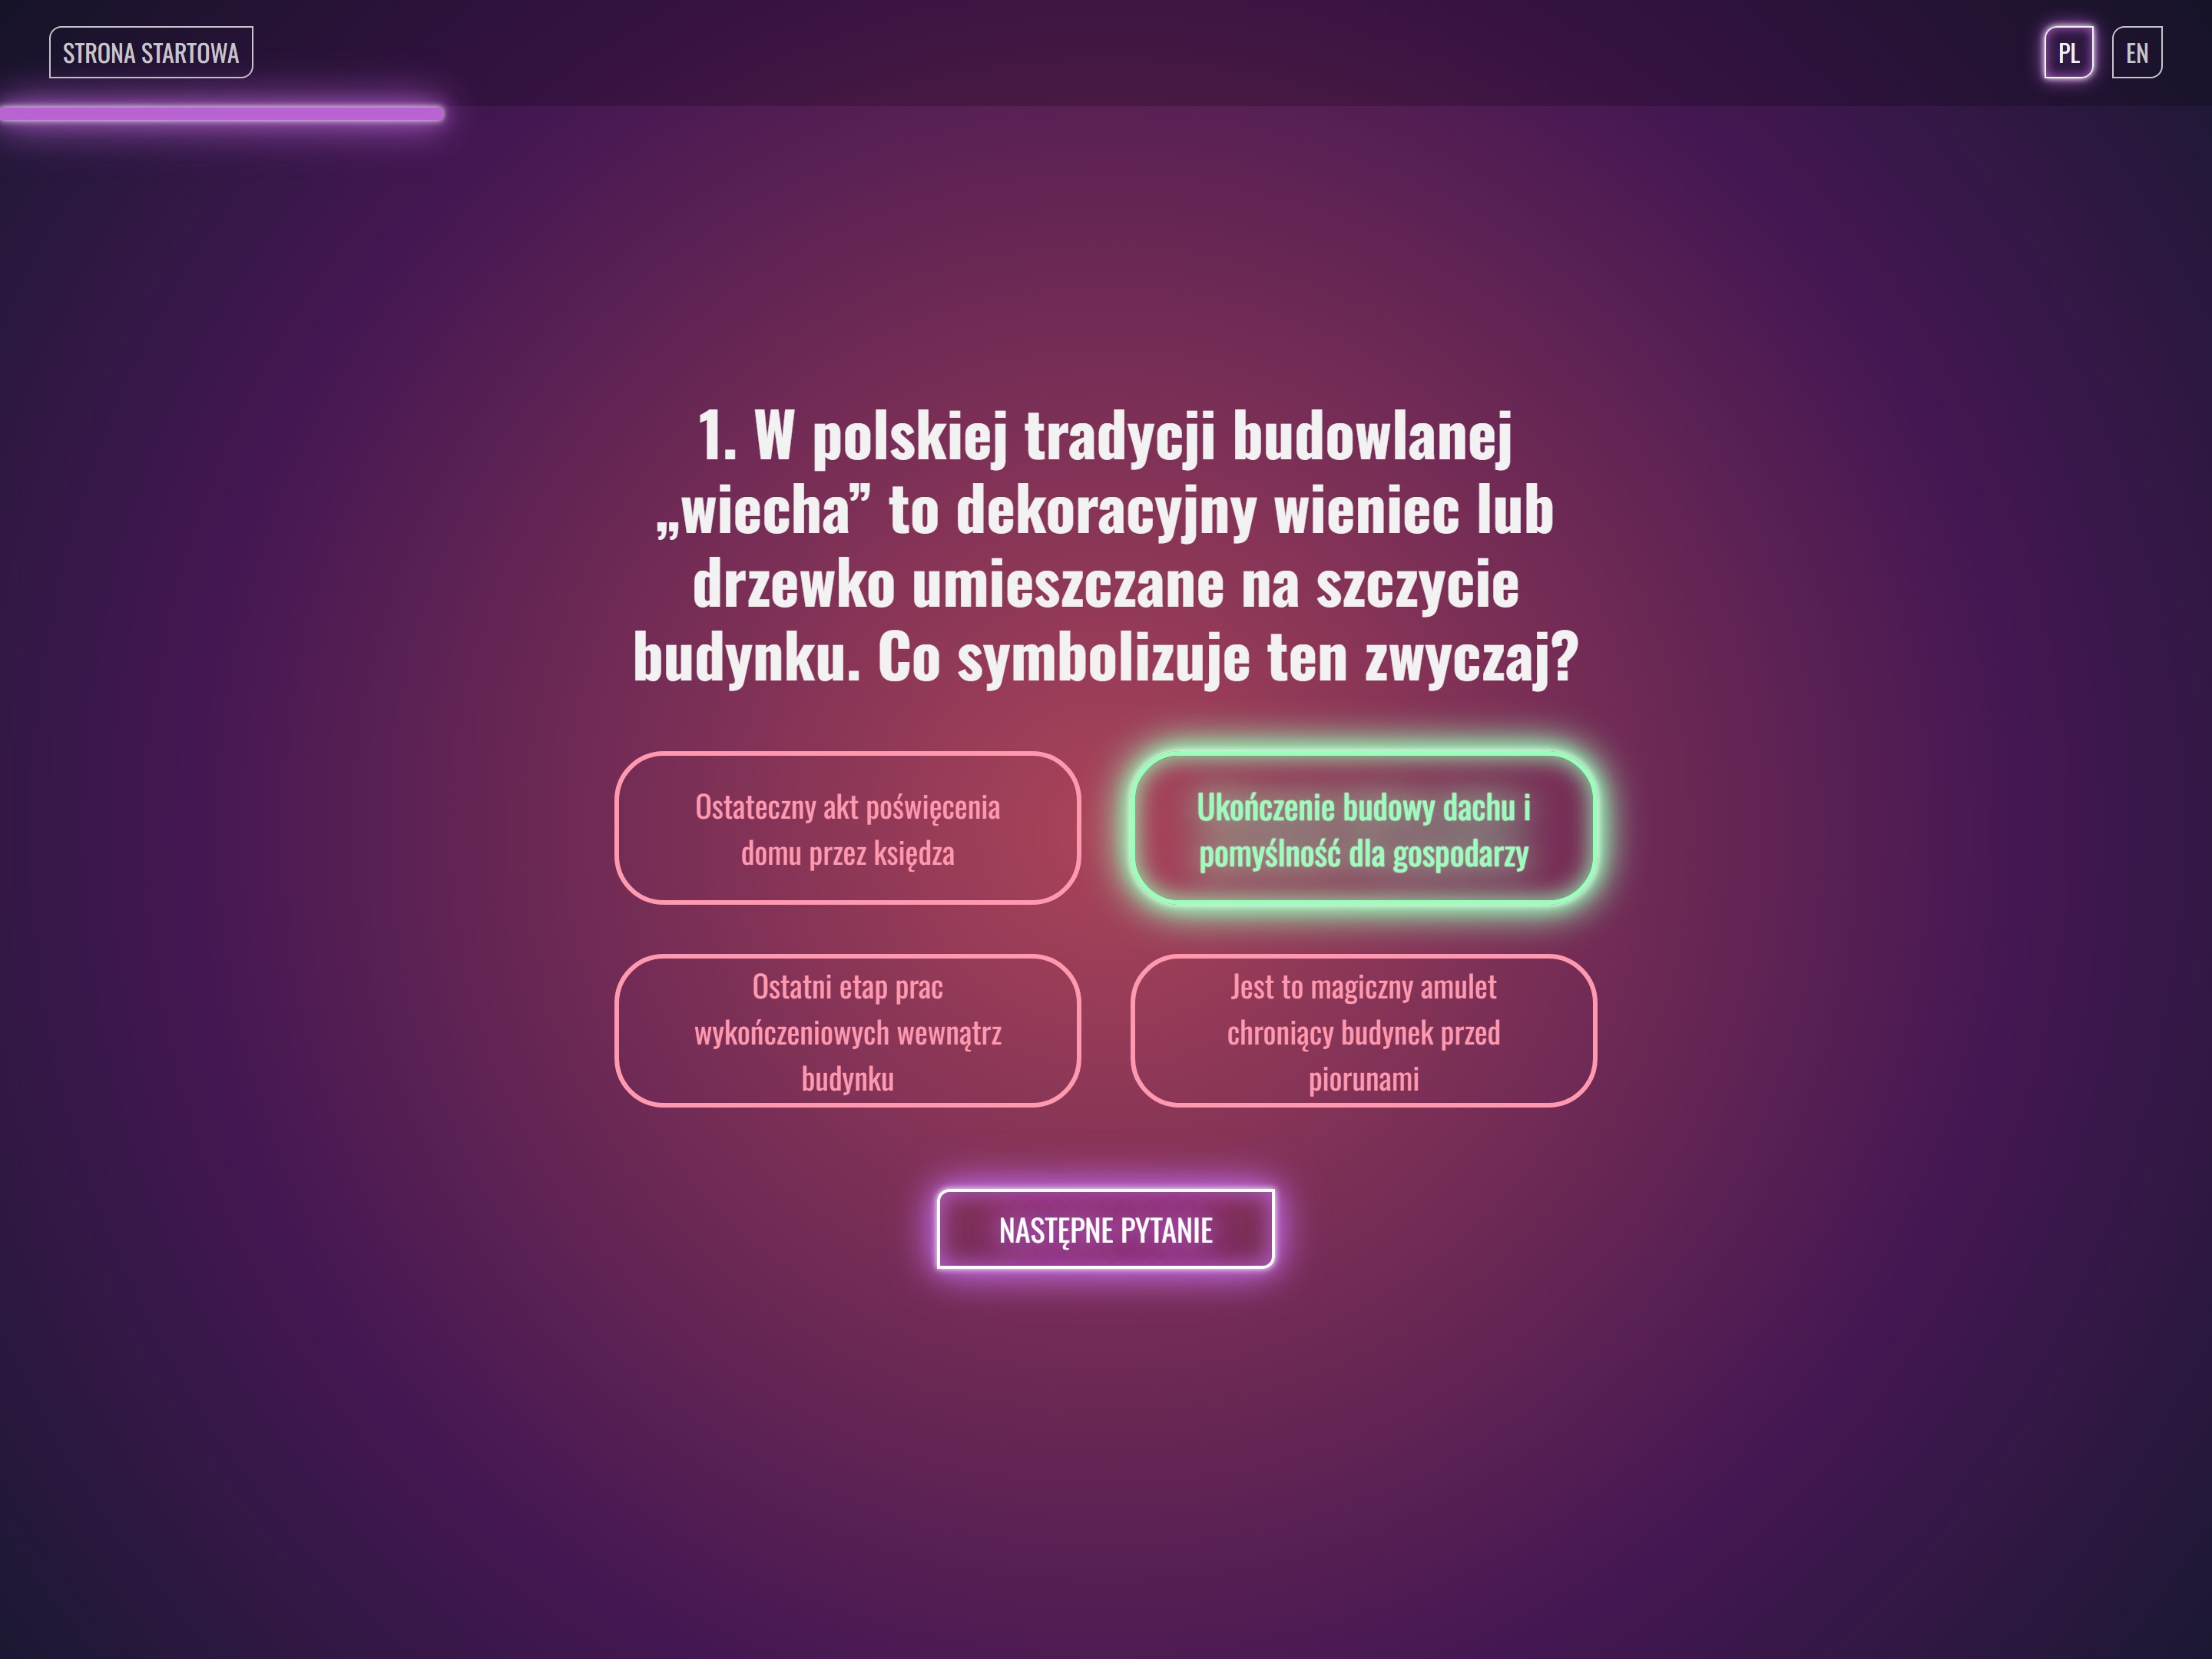 STRONA STARTOWA
PL
EN
1. W polskiej tradycji budowlanej
„wiecha” to dekoracyjny wieniec lub
drzewko umieszczane na szczycie
budynku. Co symbolizuje ten zwyczaj?
Ostateczny akt poświęcenia
domu przez księdza
Ukończenie budowy dachu i
pomyślność dla gospodarzy
Ostatni etap prac
wykończeniowych wewnątrz
budynku
Jest to magiczny amulet
chroniący budynek przed
piorunami
NASTĘPNE PYTANIE